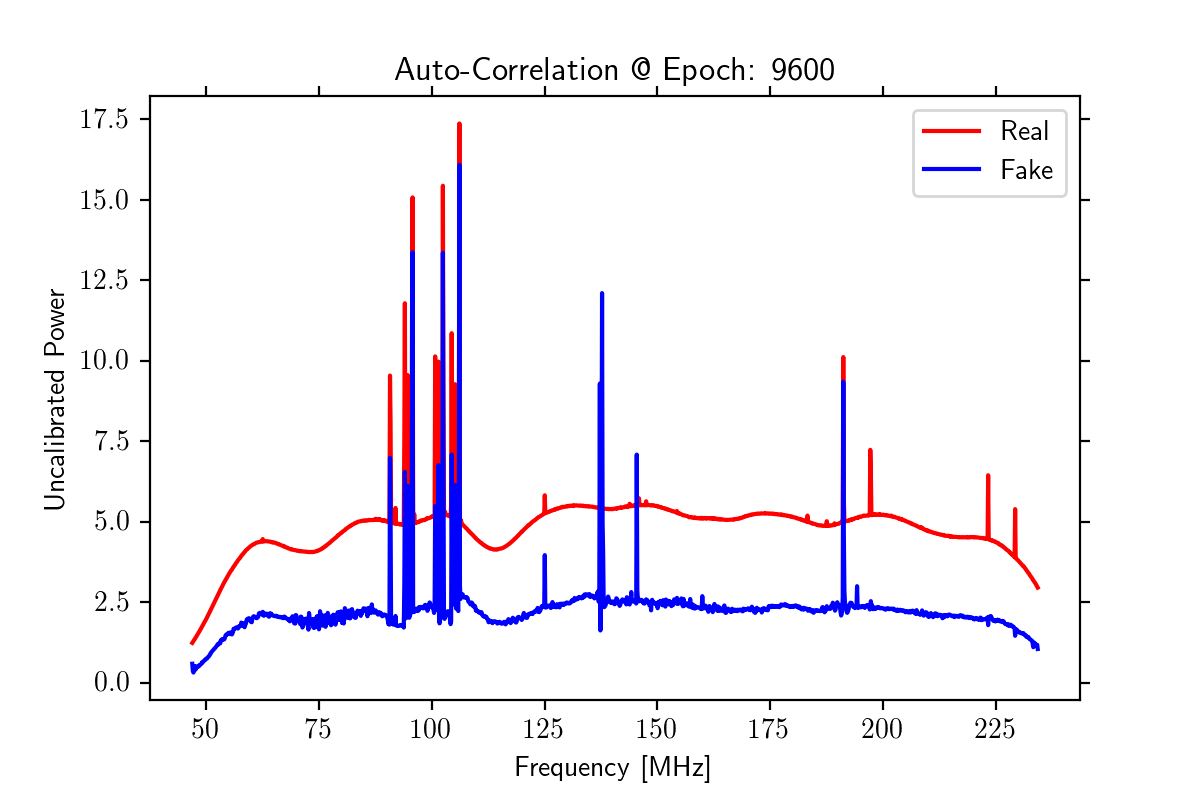 Auto-Correlation @ Epoch: 9600
Real
Fake
17.5
15.0
12.5
10.0
7.5
5.0
2.5
0.0
Uncalibrated Power
50 75 100 125 150 175 200 225
Frequency [MHz]